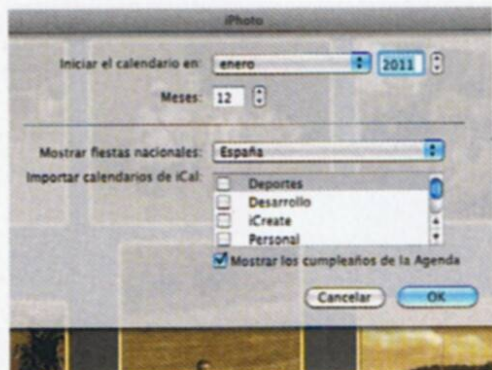 iPhoto
Iniciar el calendario en: enero 2011
Meses: 12
Mostrar fiestas nacionales: España
Importar calendarios de iCal: Deportes
Desarrollo
iCreate
Personal
Mostrar los cumpleaños de la Agenda
Cancelar OK